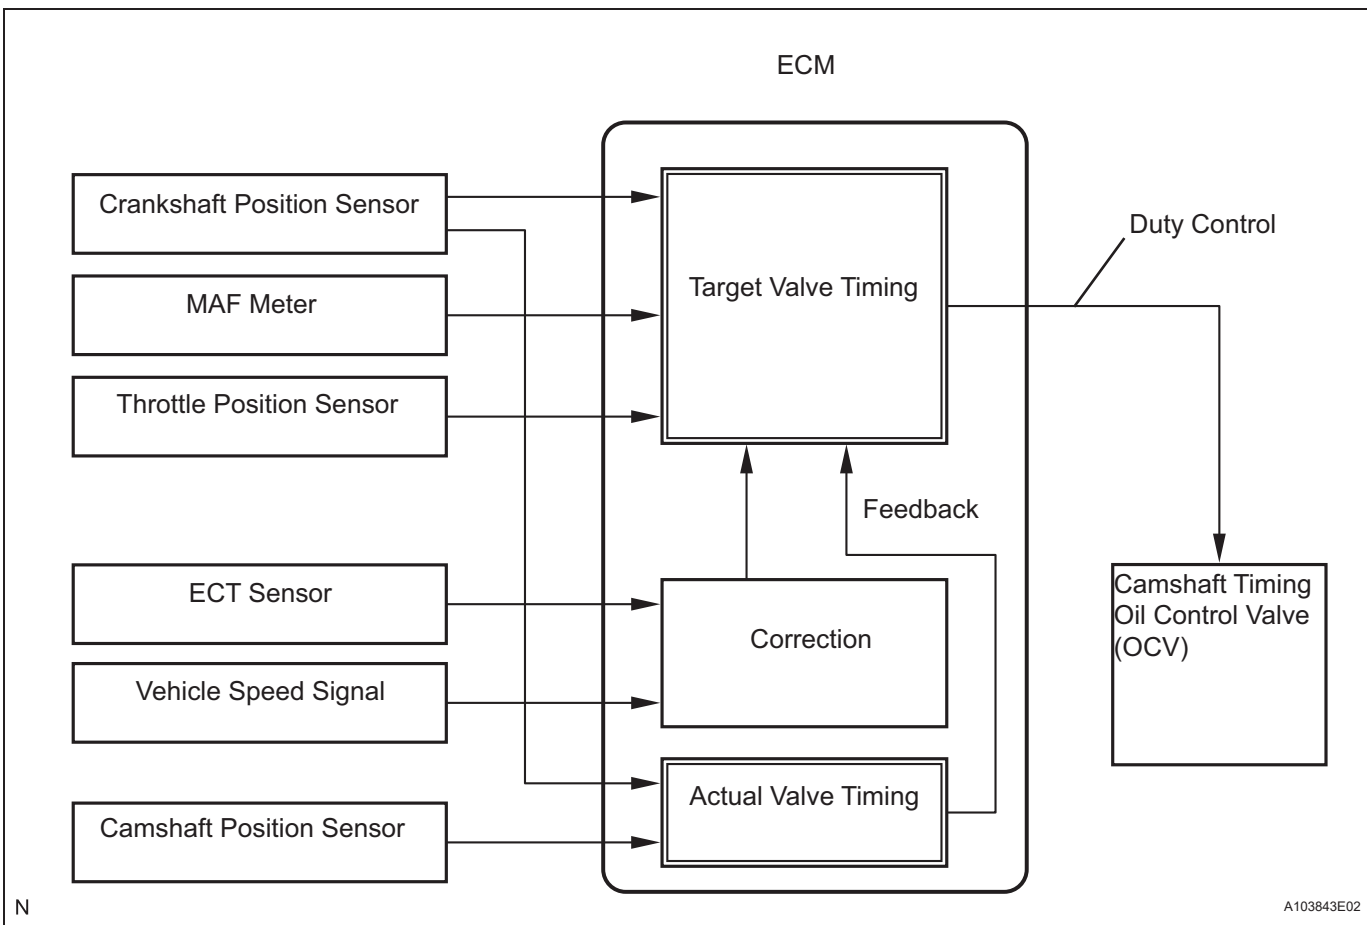 ECM
Crankshaft Position Sensor
MAF Meter
Throttle Position Sensor
ECT Sensor
Vehicle Speed Signal
Camshaft Position Sensor
Target Valve Timing
Feedback
Correction
Actual Valve Timing
Duty Control
Camshaft Timing
Oil Control Valve
(OCV)
N
A103843E02